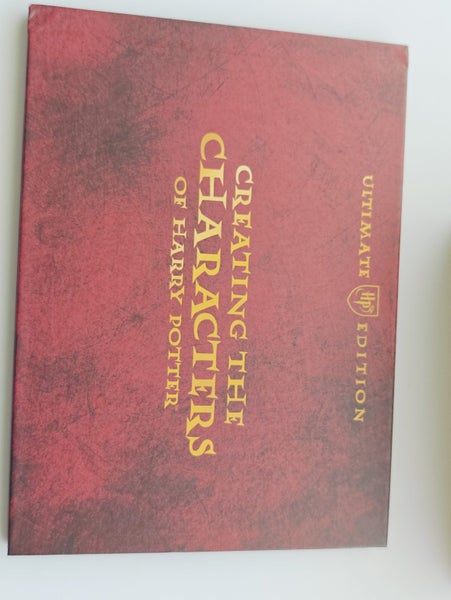 ULTIMATE HP EDITION
CREATING THE
CHARACTERS
OF HARRY POTTER